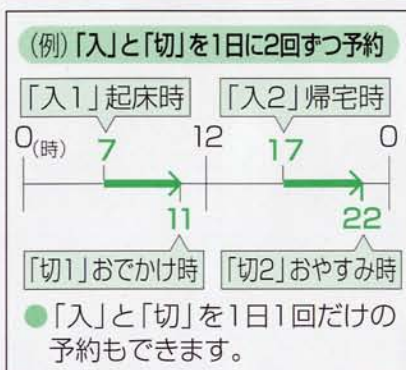 (例)「入」と「切」を1日に2回ずつ予約
「入1」起床時 「入2」帰宅時
0(時) 7 12 17 0
11 22
「切1」おでかけ時 「切2」おやすみ時
●「入」と「切」を1日1回だけの
予約もできます。